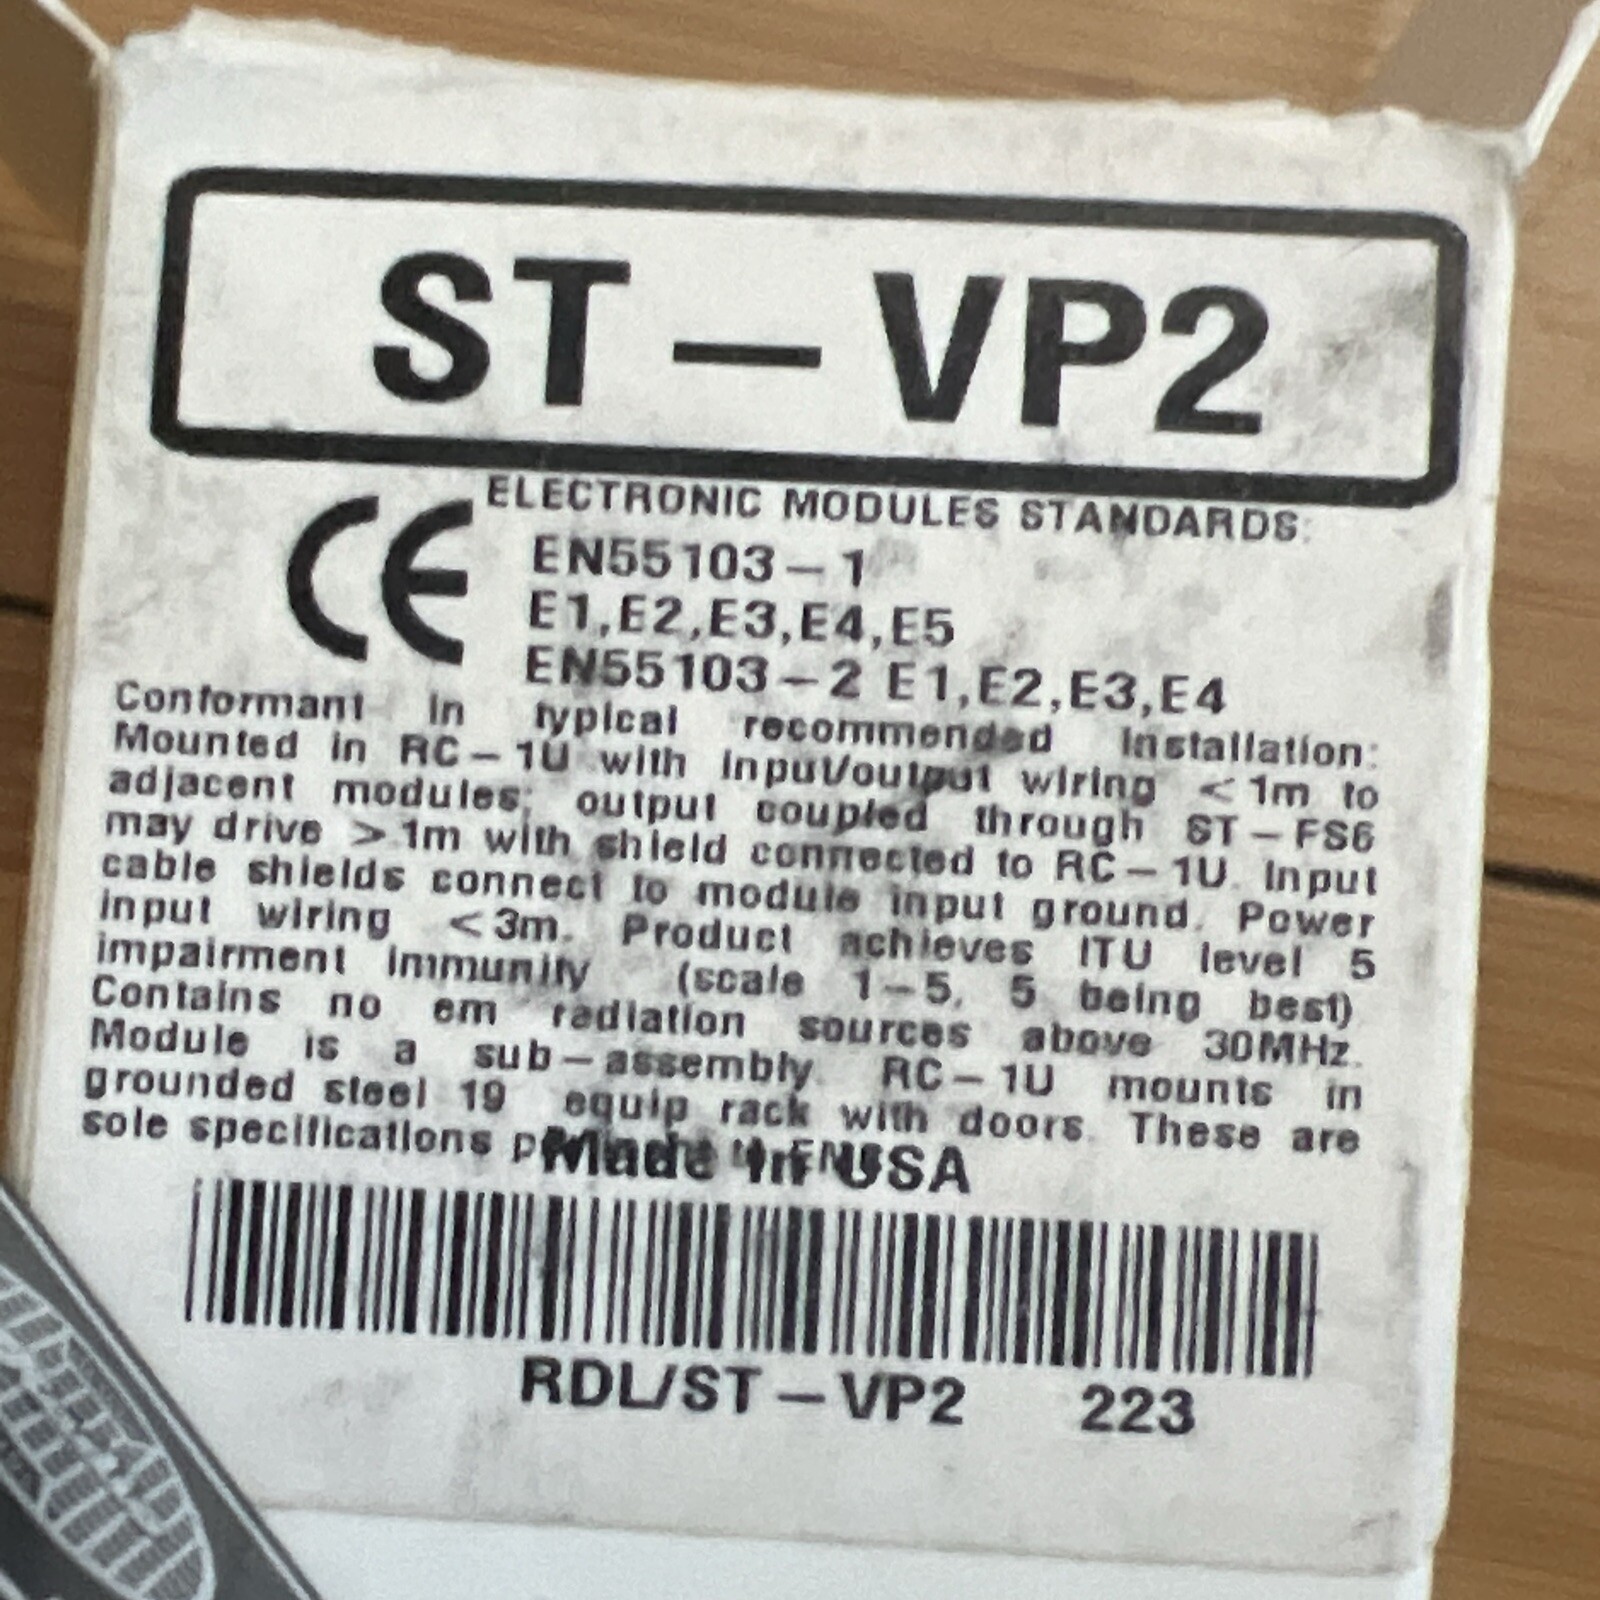 ST-VP2
CE
ELECTRONIC MODULES STANDARDS:
EN55103-1
E1,E2,E3,E4,E5
EN55103-2 E1,E2,E3,E4
Conformant in typical recommended installation:
Mounted in RC-1U with input/output wiring <1m to
adjacent modules; output coupled through ST-FS6
may drive >1m with shield connected to RC-1U. Input
cable shields connect to module input ground. Power
input wiring <3m. Product achieves ITU level 5
impairment immunity (scale 1-5, 5 being best)
Contains no em radiation sources above 30MHz.
Module is a sub-assembly. RC-1U mounts in
grounded steel 19 equip rack with doors. These are
sole specifications
Made in USA
RDL/ST-VP2 223